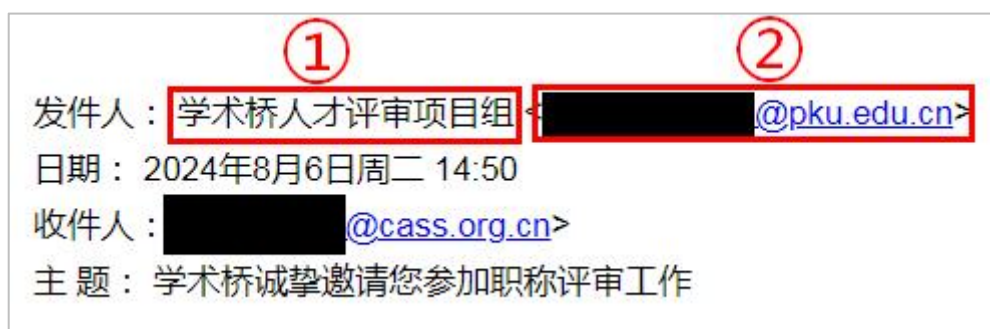 ① ②
发件人： 学术桥人才评审项目组 < @pku.edu.cn>
日期： 2024年8月6日周二 14:50
收件人： @cass.org.cn>
主 题： 学术桥诚挚邀请您参加职称评审工作